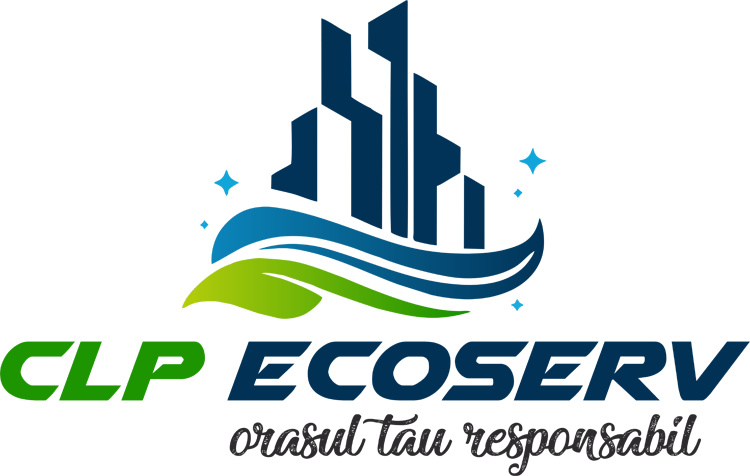 CLP ECOSERV
orasul tau responsabil